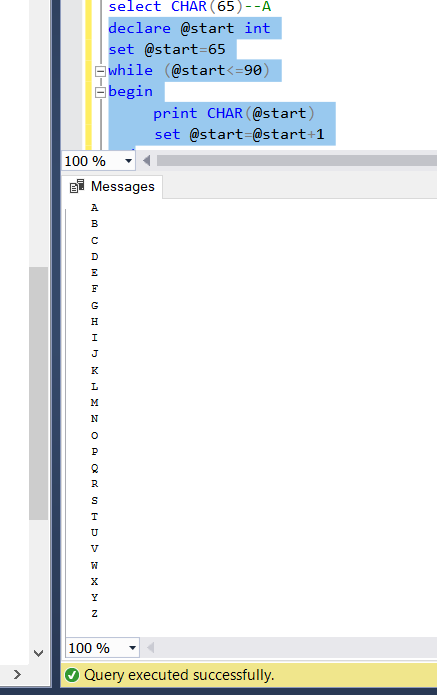 select CHAR(65)--A
declare @start int
set @start=65
while (@start<=90)
begin
print CHAR(@start)
set @start=@start+1
100 %
Messages
A
B
C
D
E
F
G
H
I
J
K
L
M
N
O
P
Q
R
S
T
U
V
W
X
Y
Z
100 %
Query executed successfully.